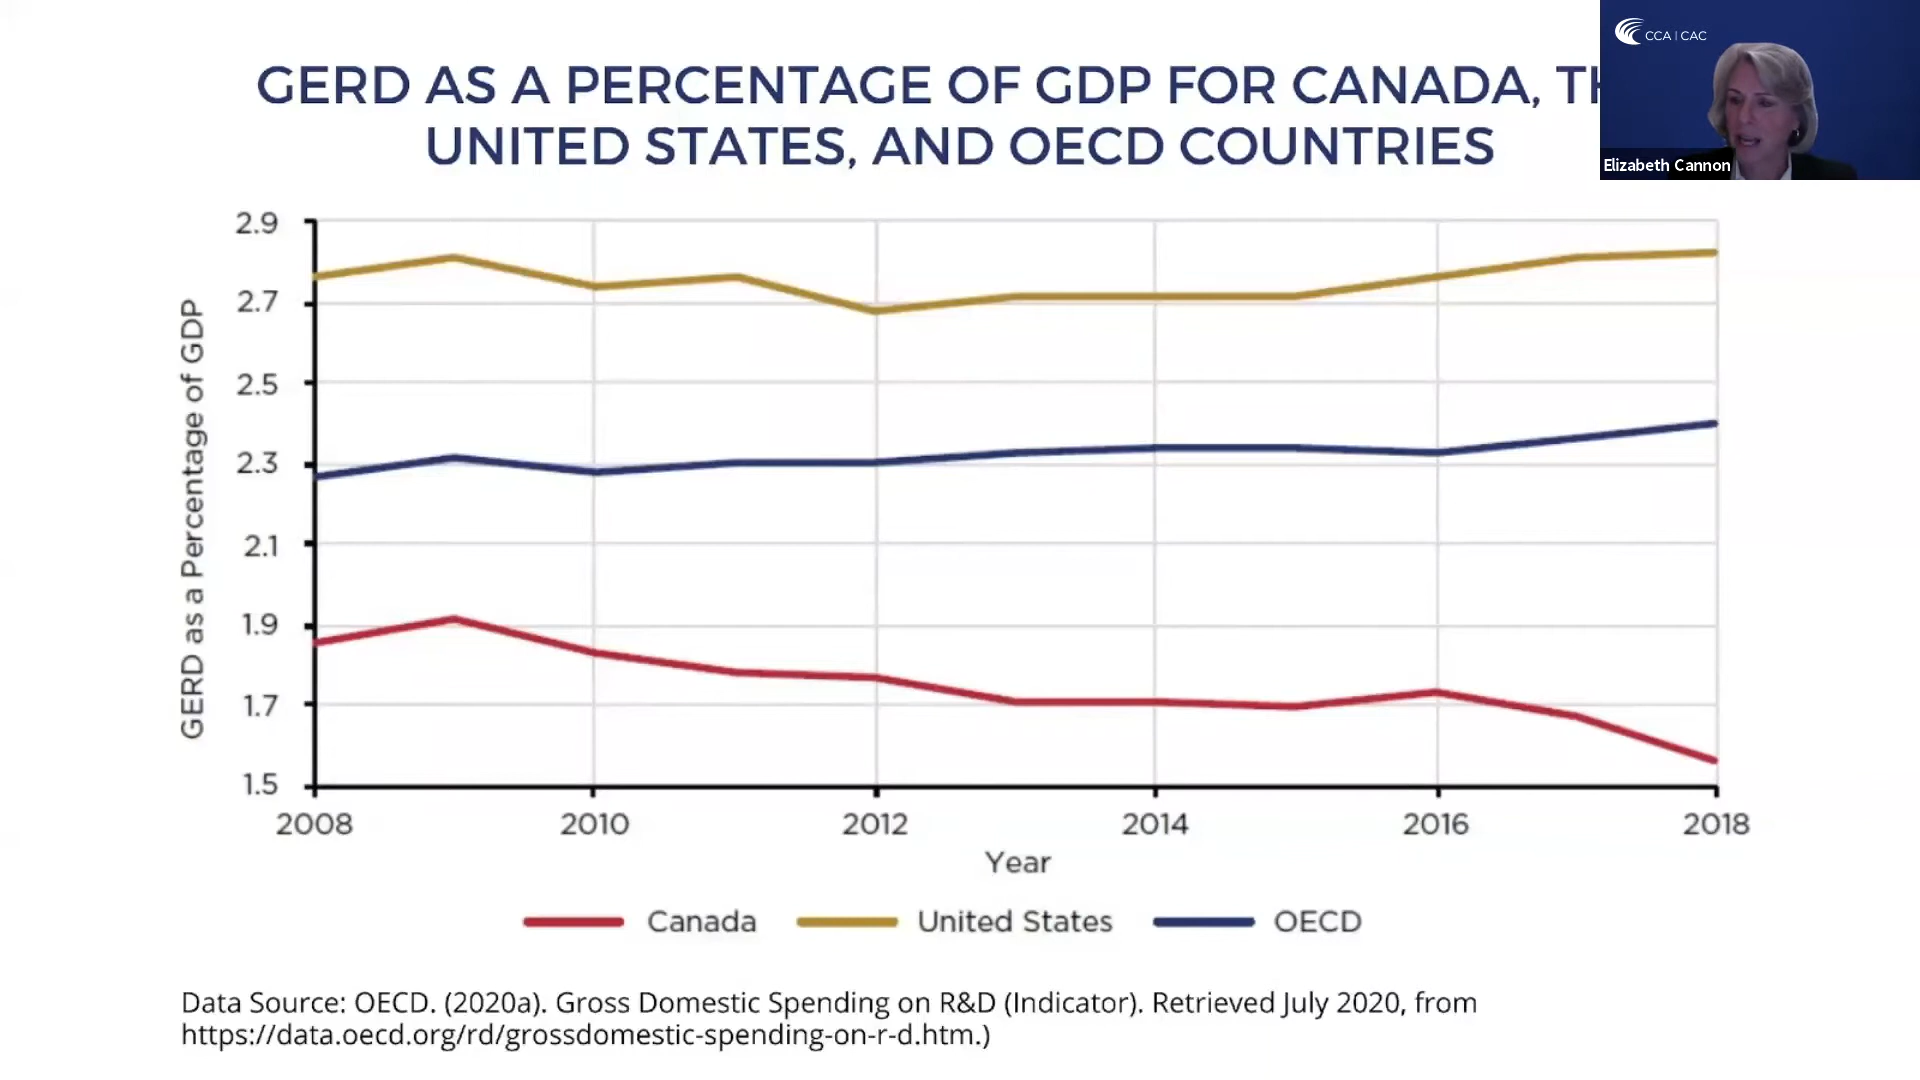 GERD AS A PERCENTAGE OF GDP FOR CANADA, TH
UNITED STATES, AND OECD COUNTRIES
CCA | CAC
Elizabeth Cannon
GERD as a Percentage of GDP
2.9
2.7
2.5
2.3
2.1
1.9
1.7
1.5
2008 2010 2012 2014 2016 2018
Year
Canada United States OECD
Data Source: OECD. (2020a). Gross Domestic Spending on R&D (Indicator). Retrieved July 2020, from
https://data.oecd.org/rd/grossdomestic-spending-on-r-d.htm.)